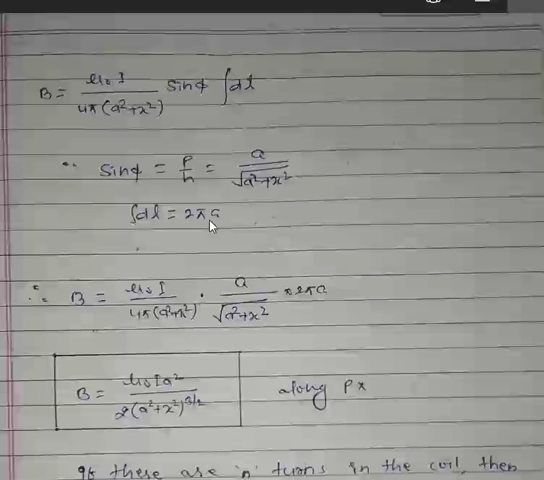 B = μ₀I / 4π(a²+x²) sinφ ∫dl
∵ sinφ = P/h = a/√(a²+x²)
∫dl = 2πa
∴ B = μ₀I / 4π(a²+x²) · a/√(a²+x²) × 2πa
B = μ₀Ia² / 2(a²+x²)^3/2 along Px
If there are 'n' turns in the coil, then